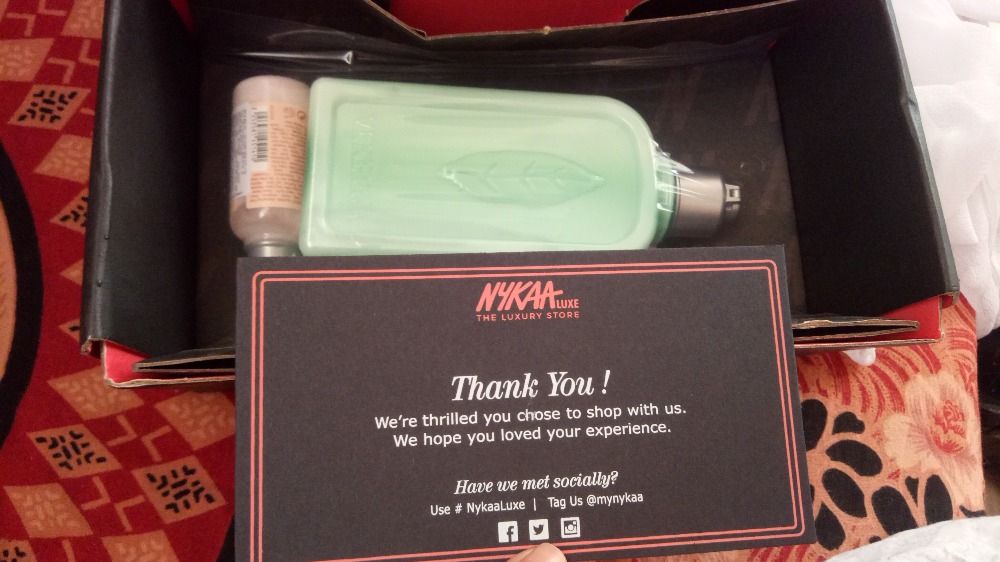 NYKAA LUXE
THE LUXURY STORE
Thank You !
We're thrilled you chose to shop with us.
We hope you loved your experience.
Have we met socially?
Use # NykaaLuxe | Tag Us @mynykaa